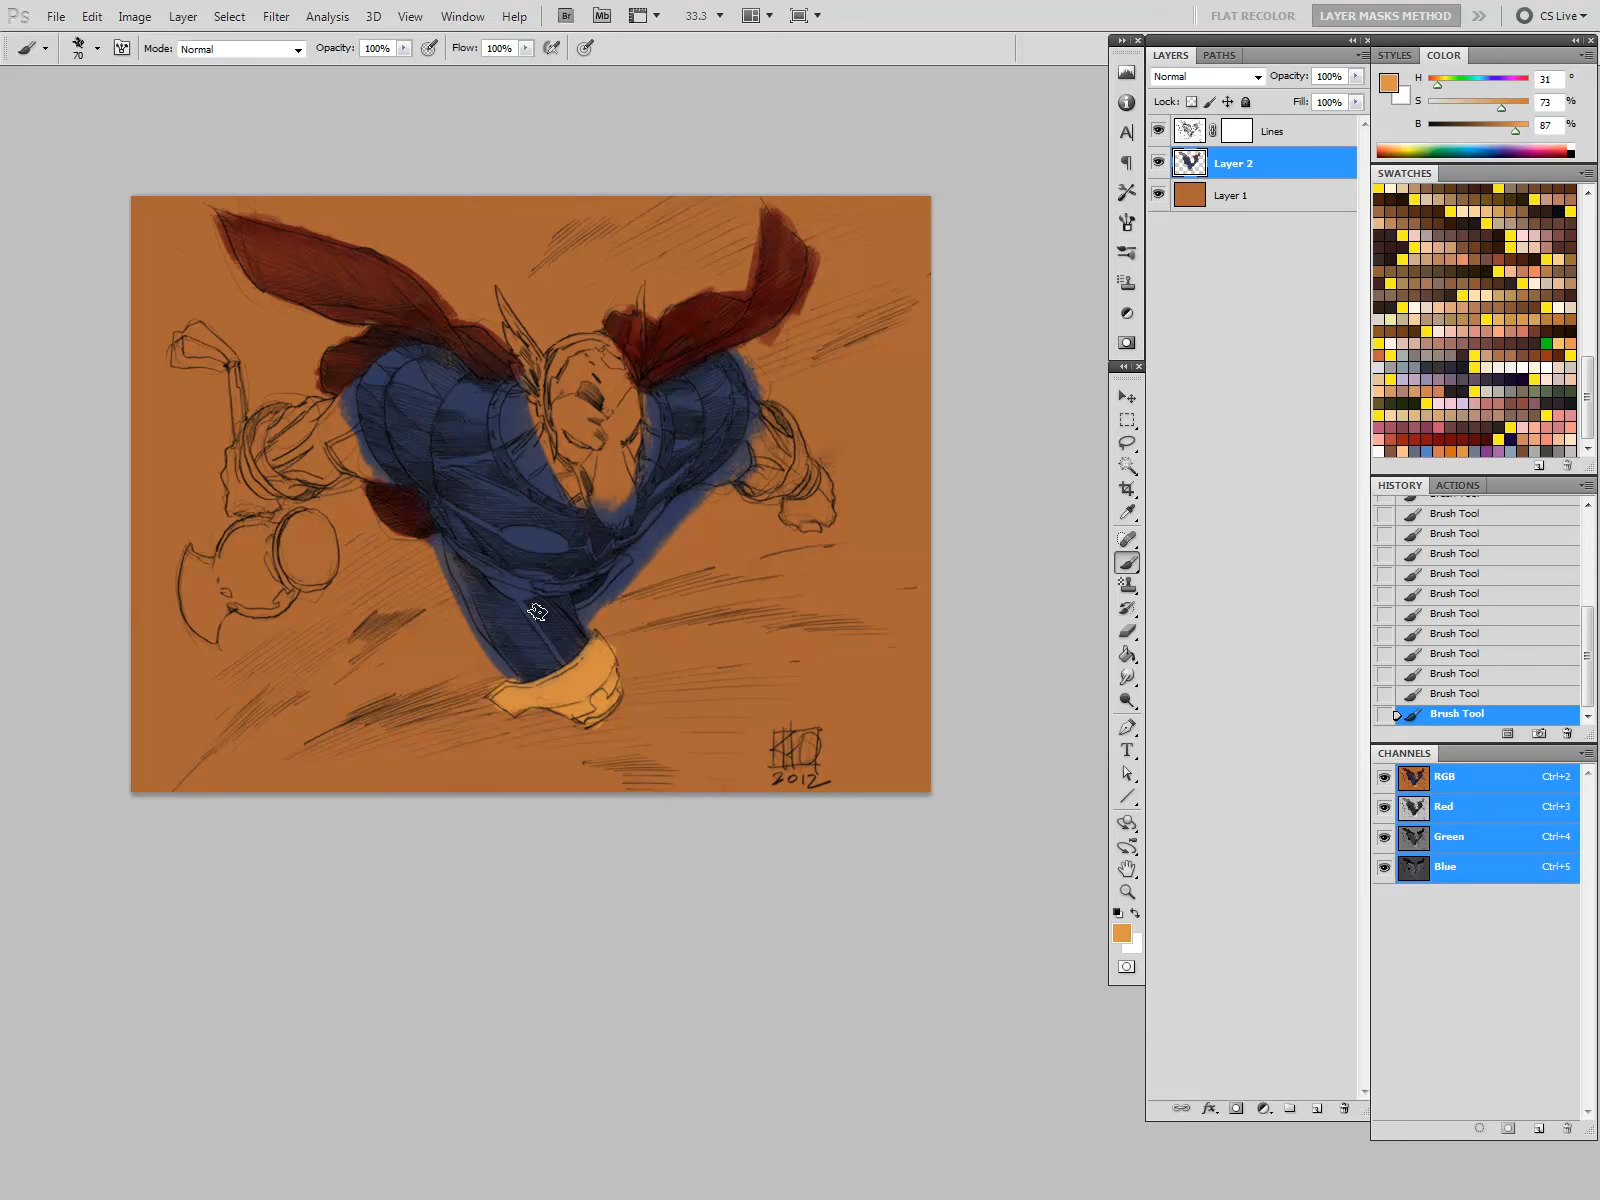 Ps File Edit Image Layer Select Filter Analysis 3D View Window Help Br Mb 33.3 FLAT RECOLOR LAYER MASKS METHOD CS Live
70 Mode: Normal Opacity: 100% Flow: 100%
LAYERS PATHS
Normal Opacity: 100%
Lock: Fill: 100%
Lines
Layer 2
Layer 1
STYLES COLOR
H 31 °
S 73 %
B 87 %
SWATCHES
HISTORY ACTIONS
Brush Tool
Brush Tool
Brush Tool
Brush Tool
Brush Tool
Brush Tool
Brush Tool
Brush Tool
Brush Tool
Brush Tool
Brush Tool
Brush Tool
CHANNELS
RGB Ctrl+2
Red Ctrl+3
Green Ctrl+4
Blue Ctrl+5
2012